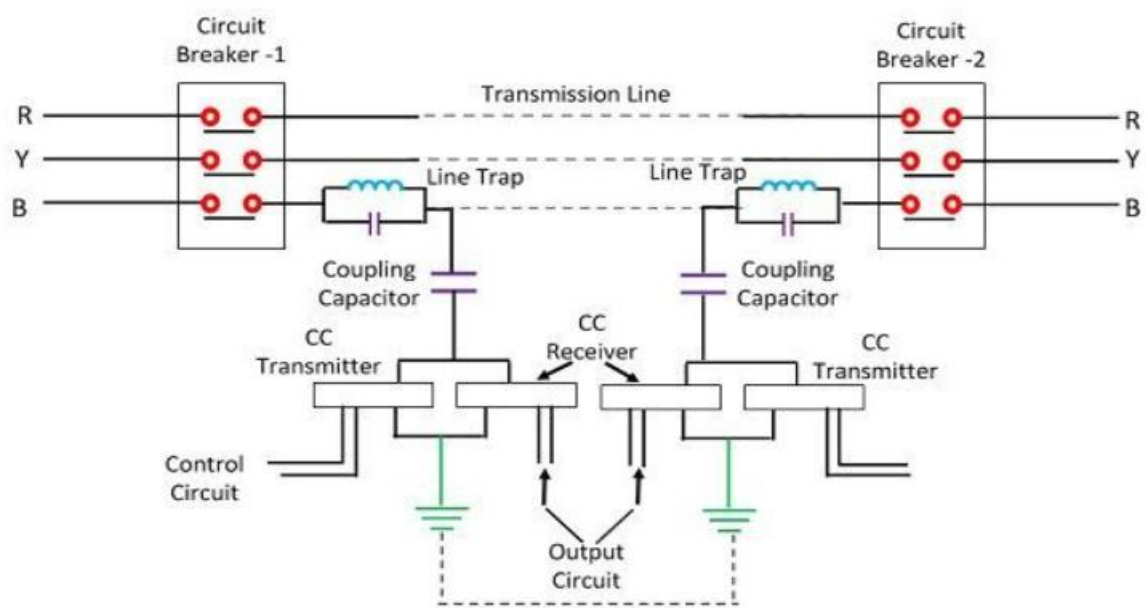 Circuit
Breaker -1
Circuit
Breaker -2
Transmission Line
R
R
Y
Y
Line Trap
Line Trap
B
B
Coupling
Capacitor
Coupling
Capacitor
CC
Transmitter
CC
Receiver
CC
Transmitter
Control
Circuit
Output
Circuit